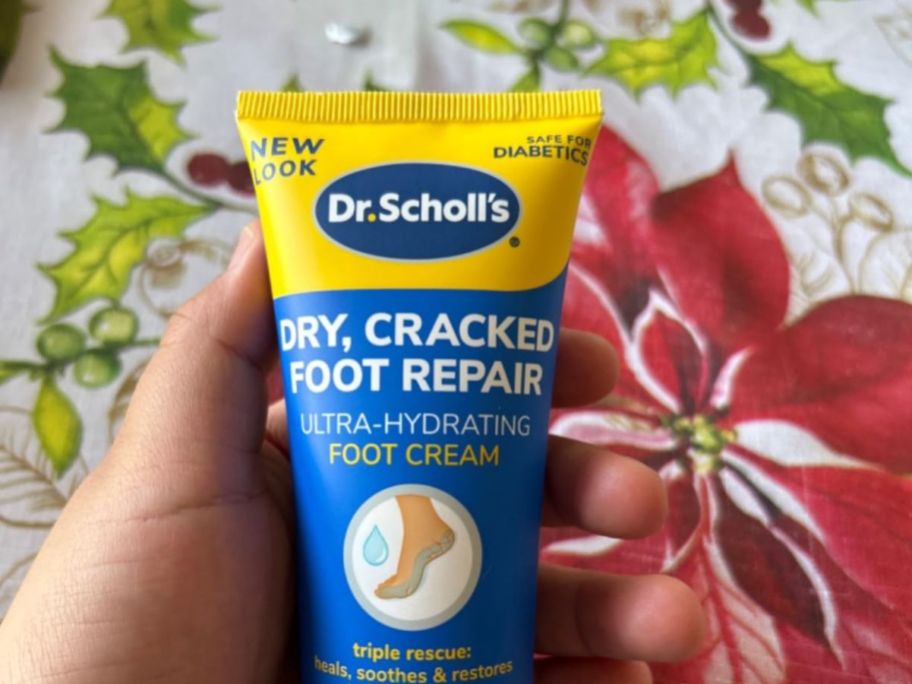 NEW
LOOK
SAFE FOR
DIABETICS
Dr.Scholl's
®
DRY, CRACKED
FOOT REPAIR
ULTRA-HYDRATING
FOOT CREAM
triple rescue:
heals, soothes & restores